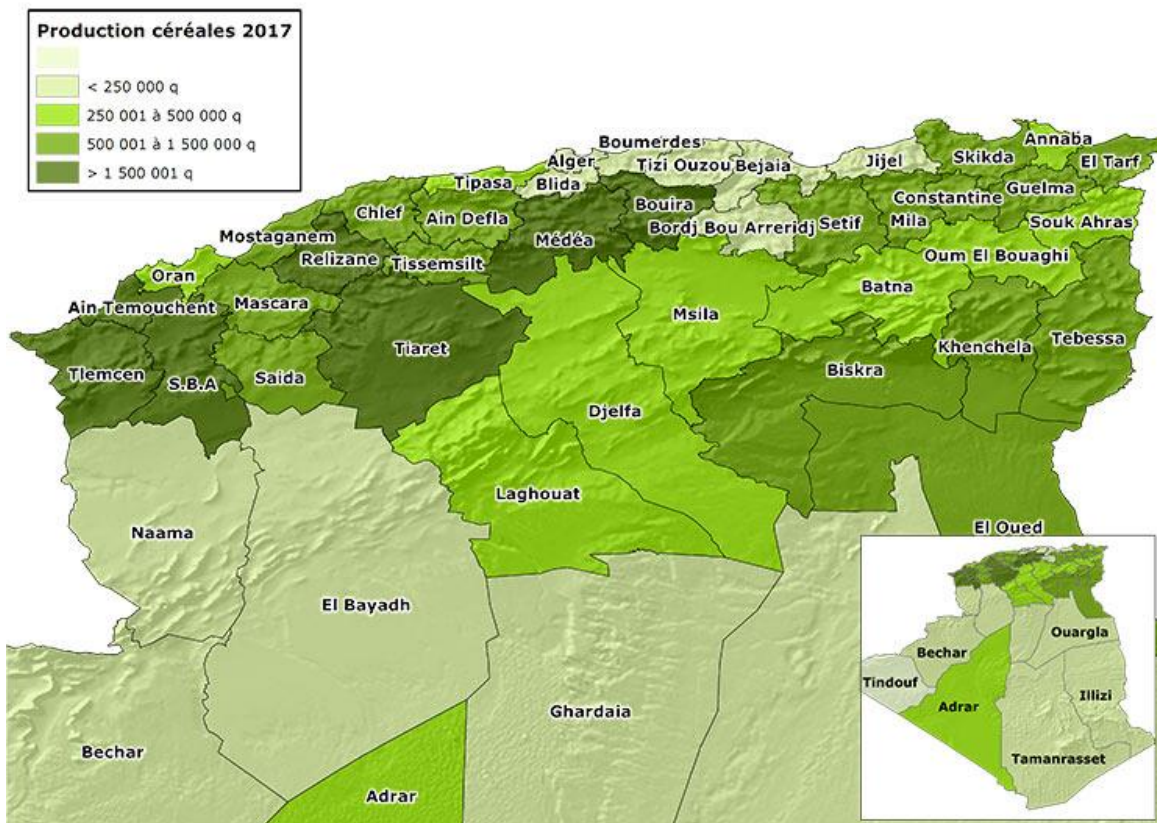 Production céréales 2017
< 250 000 q
250 001 à 500 000 q
500 001 à 1 500 000 q
> 1 500 001 q
Boumerdes
Annaba
Alger
Tizi Ouzou
Bejaia
Jijel
Skikda
El Tarf
Tipasa
Blida
Constantine
Guelma
Chlef
Ain Defla
Bouira
Setif
Mila
Souk Ahras
Mostaganem
Médéa
Bordj Bou Arreridj
Relizane
Tissemsilt
Oum El Bouaghi
Oran
Batna
Ain Temouchent
Mascara
Msila
Tiaret
Khenchela
Tebessa
Tlemcen
S.B.A
Saida
Biskra
Djelfa
Laghouat
Naama
El Oued
El Bayadh
Ghardaia
Bechar
Adrar
Ouargla
Bechar
Tindouf
Illizi
Adrar
Tamanrasset